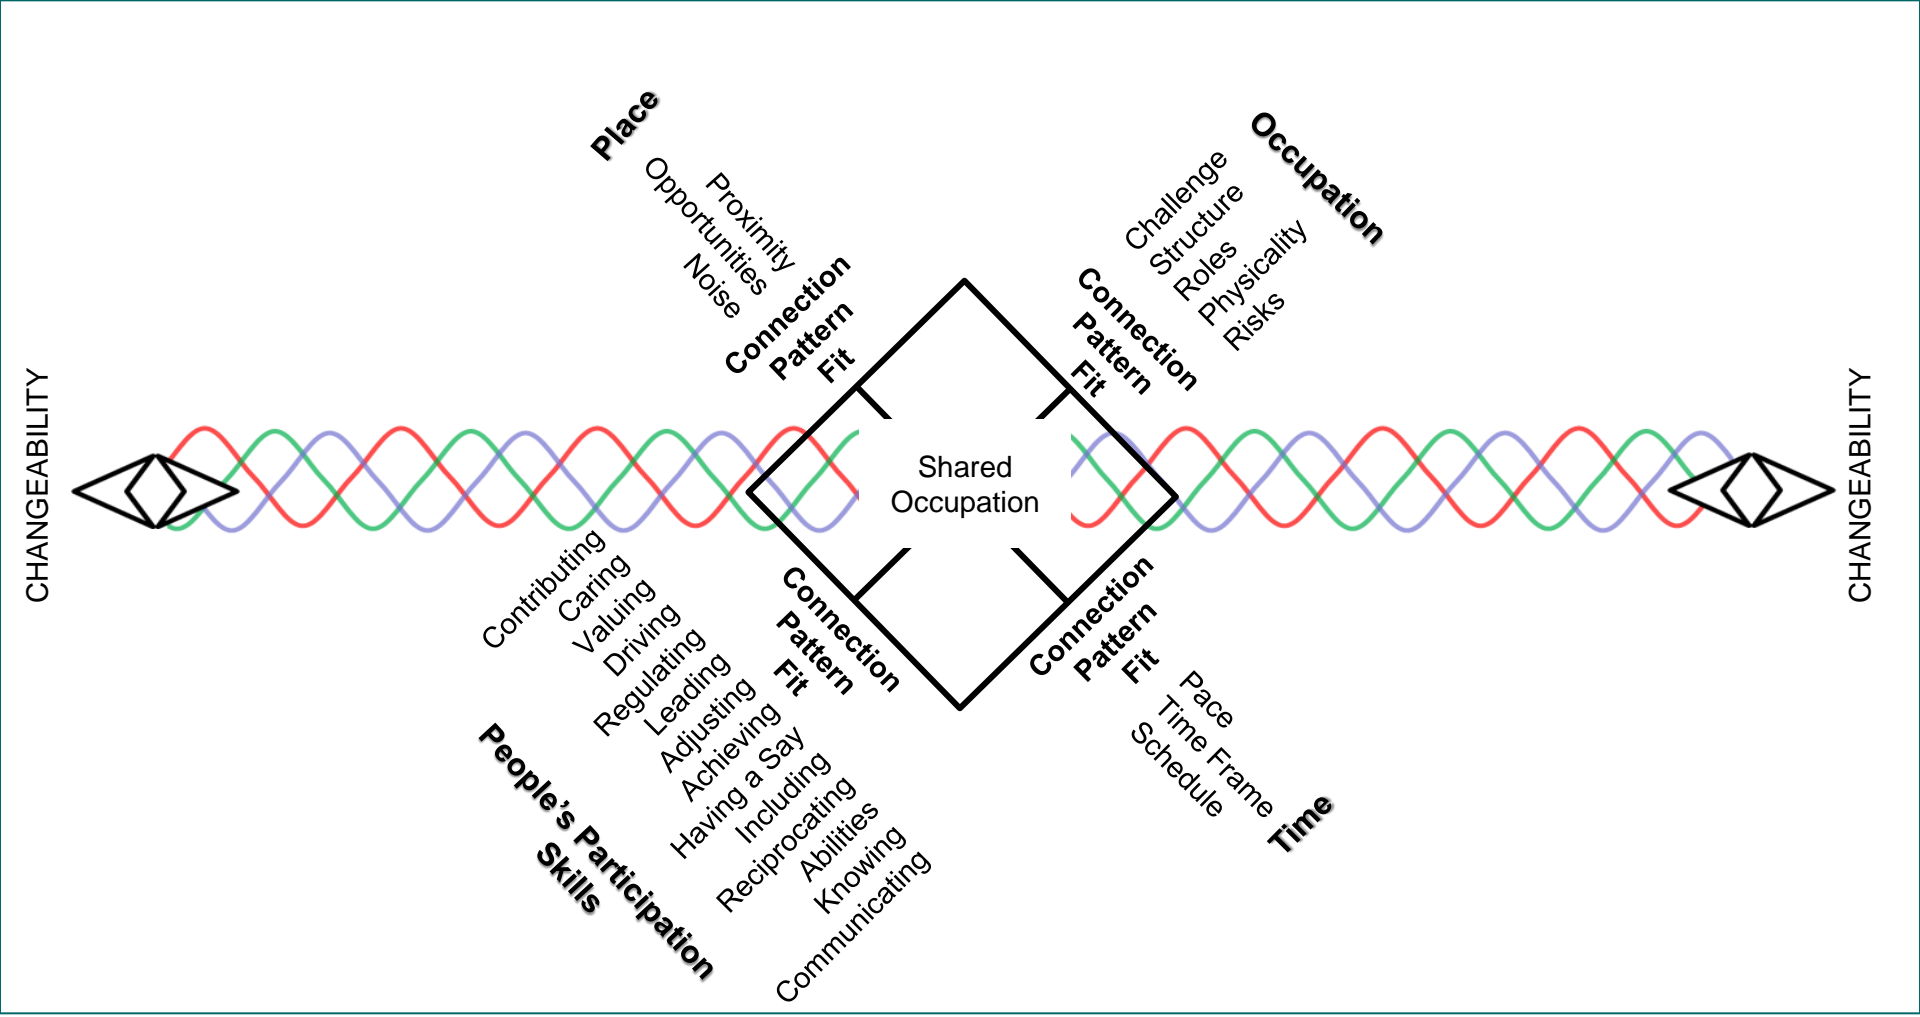 Place
Proximity
Opportunities
Noise
Connection
Pattern
Fit
Occupation
Challenge
Structure
Roles
Physicality
Risks
Connection
Pattern
Fit
CHANGEABILITY
Shared
Occupation
CHANGEABILITY
Contributing
Caring
Valuing
Driving
Regulating
Leading
Adjusting
Achieving
Having a Say
Including
Reciprocating
Abilities
Knowing
Communicating
Connection
Pattern
Fit
People’s Participation
Skills
Connection
Pattern
Fit
Pace
Time Frame
Schedule
Time